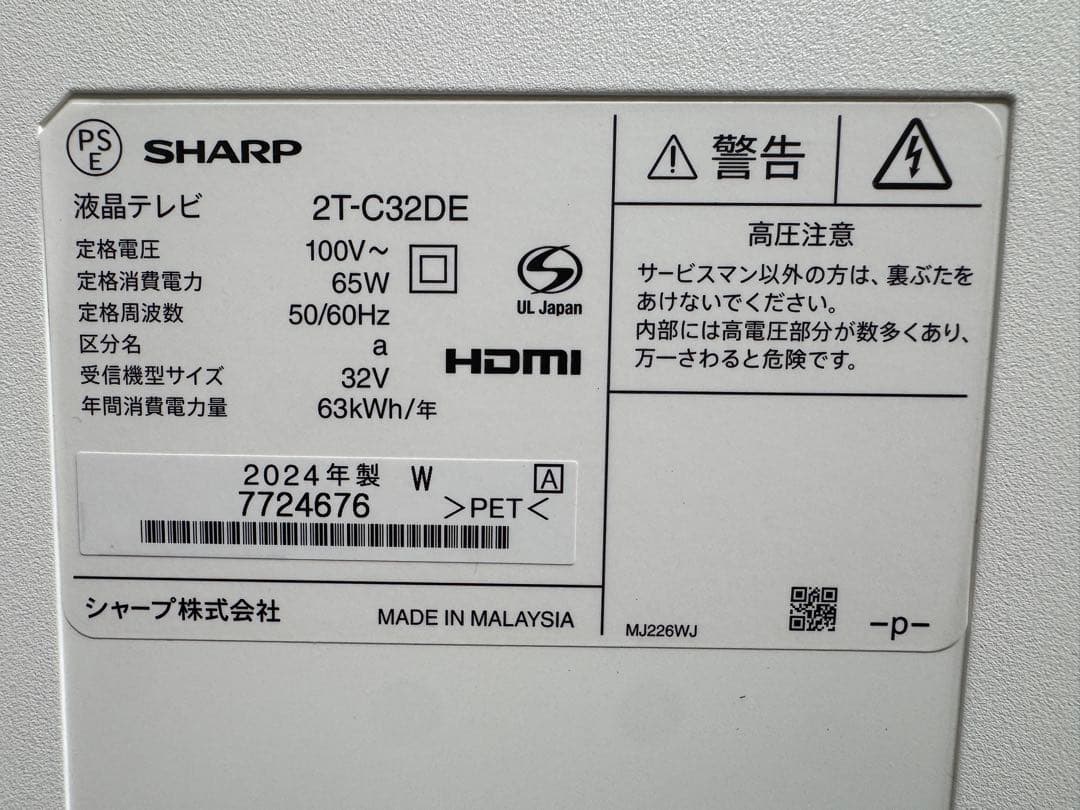 PS
E
SHARP
液晶テレビ 2T-C32DE
定格電圧 100V～
定格消費電力 65W
定格周波数 50/60Hz
区分名 a
受信機型サイズ 32V
年間消費電力量 63kWh/年
UL Japan
HDMI
2024年製 W A
7724676 >PET<
シャープ株式会社 MADE IN MALAYSIA
警告
高圧注意
サービスマン以外の方は、裏ぶたを
あけないでください。
内部には高電圧部分が数多くあり、
万一さわると危険です。
MJ226WJ
-p-